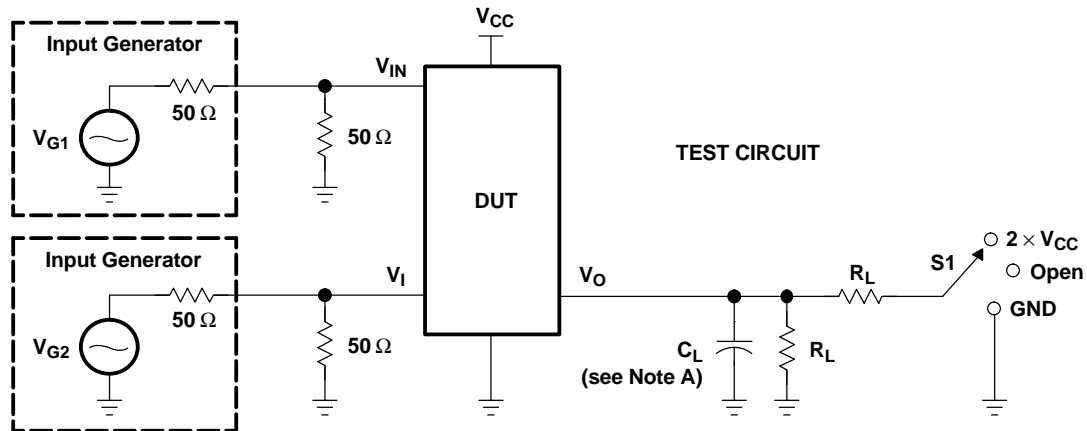 Input Generator
VG1
50 Ω
50 Ω
VIN
VCC
DUT
TEST CIRCUIT
Input Generator
VG2
50 Ω
50 Ω
VI
VO
CL
(see Note A)
RL
RL
S1
2 × VCC
Open
GND